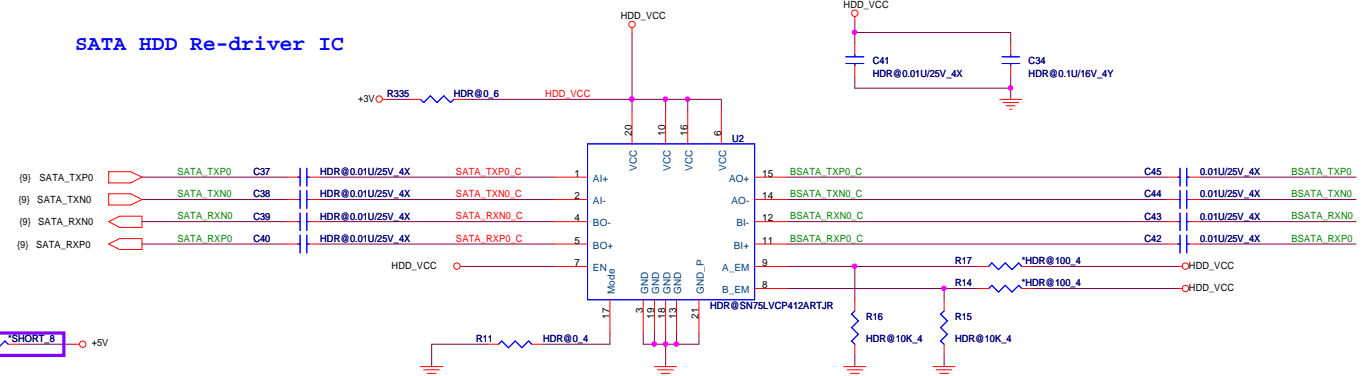 HDD_VCC
HDD_VCC
SATA HDD Re-driver IC
C41
HDR@0.01U/25V_4X
C34
HDR@0.1U/16V_4Y
+3V
R335
HDR@0_6
HDD_VCC
20
10
16
6
U2
VCC
VCC
VCC
VCC
{9} SATA_TXP0
SATA_TXP0
C37
HDR@0.01U/25V_4X
SATA_TXP0_C
1
AI+
AO+
15
BSATA_TXP0_C
C45
0.01U/25V_4X
BSATA_TXP0
{9} SATA_TXN0
SATA_TXN0
C38
HDR@0.01U/25V_4X
SATA_TXN0_C
2
AI-
AO-
14
BSATA_TXN0_C
C44
0.01U/25V_4X
BSATA_TXN0
{9} SATA_RXN0
SATA_RXN0
C39
HDR@0.01U/25V_4X
SATA_RXN0_C
4
BO-
BI-
12
BSATA_RXN0_C
C43
0.01U/25V_4X
BSATA_RXN0
{9} SATA_RXP0
SATA_RXP0
C40
HDR@0.01U/25V_4X
SATA_RXP0_C
5
BO+
BI+
11
BSATA_RXP0_C
C42
0.01U/25V_4X
BSATA_RXP0
HDD_VCC
7
EN
A_EM
9
R17
*HDR@100_4
HDD_VCC
B_EM
8
R14
*HDR@100_4
HDD_VCC
Mode
GND
GND
GND
GND
GND_P
HDR@SN75LVCP412ARTJR
17
3
19
18
13
21
R16
HDR@10K_4
R15
HDR@10K_4
R11
HDR@0_4
*SHORT_8
+5V